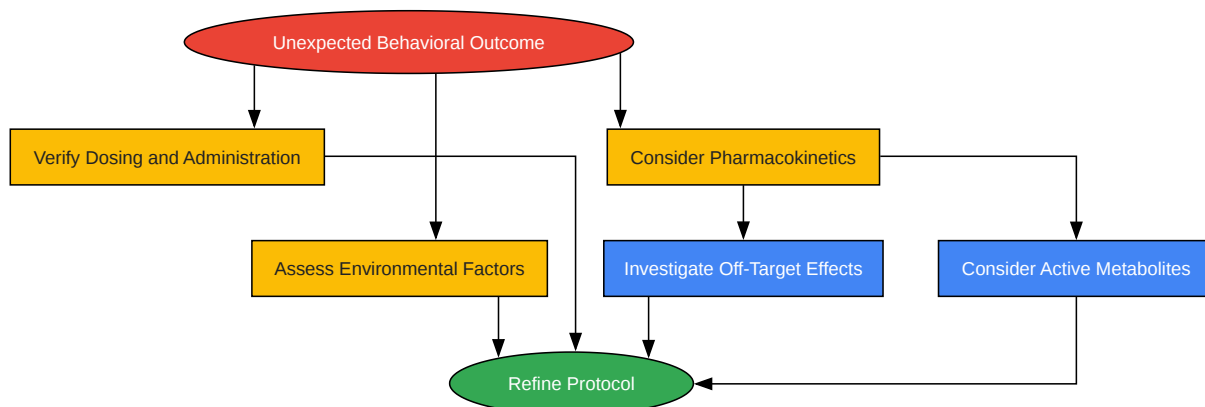 Unexpected Behavioral Outcome
Verify Dosing and Administration
Consider Pharmacokinetics
Assess Environmental Factors
Investigate Off-Target Effects
Consider Active Metabolites
Refine Protocol